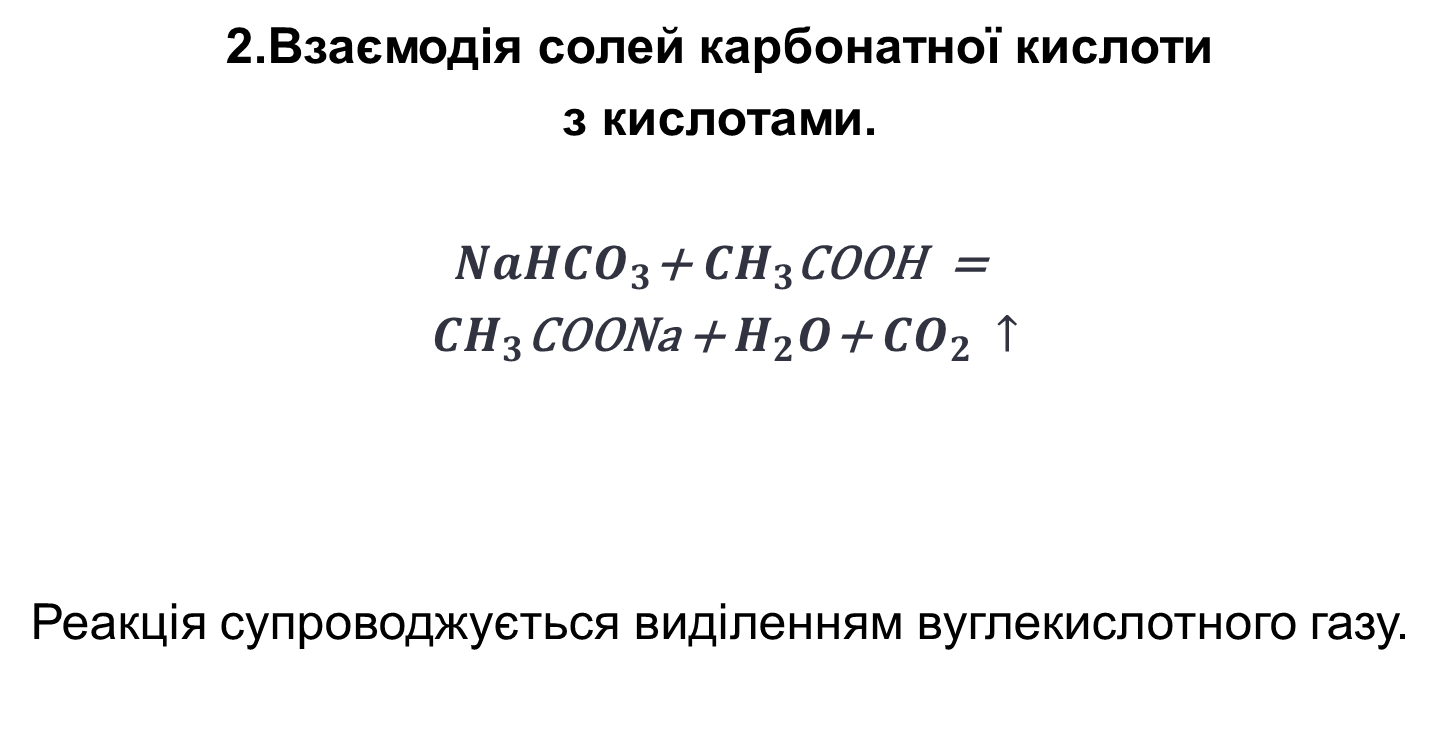 2.Взаємодія солей карбонатної кислоти
з кислотами.
NaHCO₃+CH₃COOH =
CH₃COONa+H₂O+CO₂ ↑
Реакція супроводжується виділенням вуглекислотного газу.